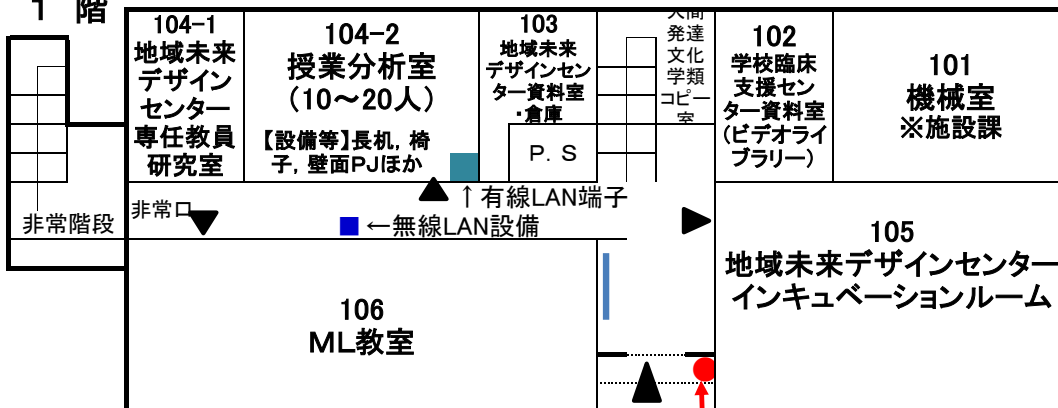 1 階
104-1
地域未来
デザイン
センター
専任教員
研究室
104-2
授業分析室
（10～20人）
【設備等】長机，椅
子，壁面PJほか
103
地域未来
デザインセン
ター資料室
・倉庫
P．S
人間
発達
文化
学類
コピー
室
102
学校臨床
支援セン
ター資料室
（ビデオライ
ブラリー）
101
機械室
※施設課
↑有線LAN端子
非常階段
非常口
←無線LAN設備
105
地域未来デザインセンター
インキュベーションルーム
106
ML教室